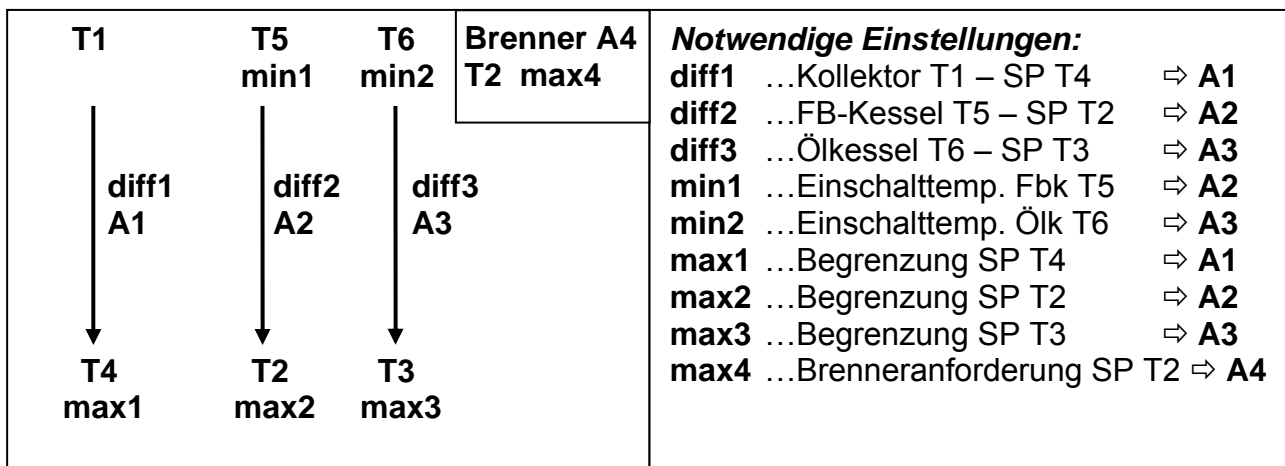 T1 T5 T6 Brenner A4
min1 min2 T2 max4
diff1 diff2 diff3
A1 A2 A3
T4 T2 T3
max1 max2 max3
Notwendige Einstellungen:
diff1 …Kollektor T1 – SP T4 ⇨ A1
diff2 …FB-Kessel T5 – SP T2 ⇨ A2
diff3 …Ölkessel T6 – SP T3 ⇨ A3
min1 …Einschalttemp. Fbk T5 ⇨ A2
min2 …Einschalttemp. Ölk T6 ⇨ A3
max1 …Begrenzung SP T4 ⇨ A1
max2 …Begrenzung SP T2 ⇨ A2
max3 …Begrenzung SP T3 ⇨ A3
max4 …Brenneranforderung SP T2 ⇨ A4